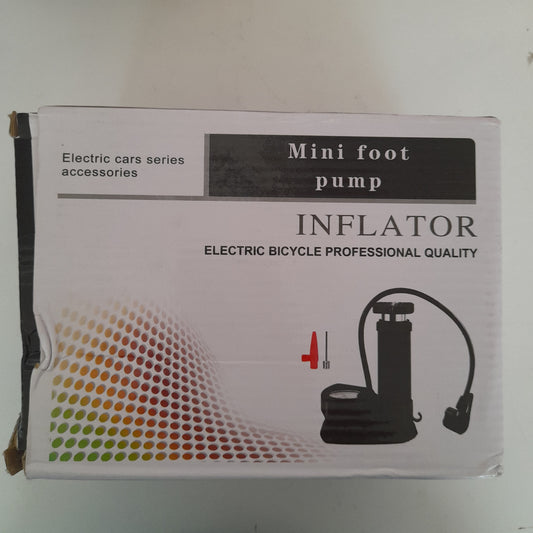 Electric cars series
accessories
Mini foot
pump
INFLATOR
ELECTRIC BICYCLE PROFESSIONAL QUALITY